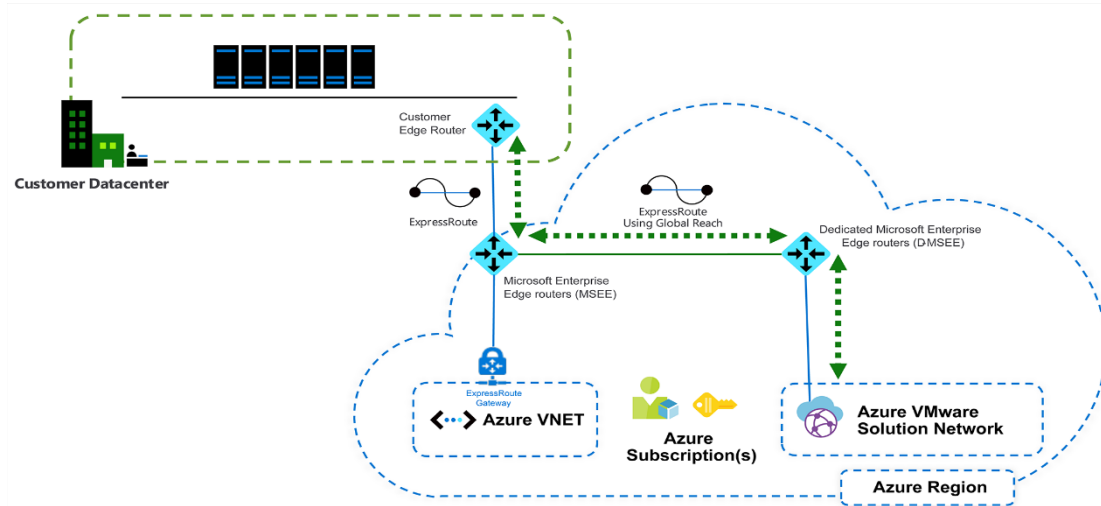 Customer
Edge Router
Customer Datacenter
ExpressRoute
ExpressRoute
Using Global Reach
Dedicated Microsoft Enterprise
Edge routers (D-MSEE)
Microsoft Enterprise
Edge routers (MSEE)
ExpressRoute
Gateway
Azure VNET
Azure
Subscription(s)
Azure VMware
Solution Network
Azure Region